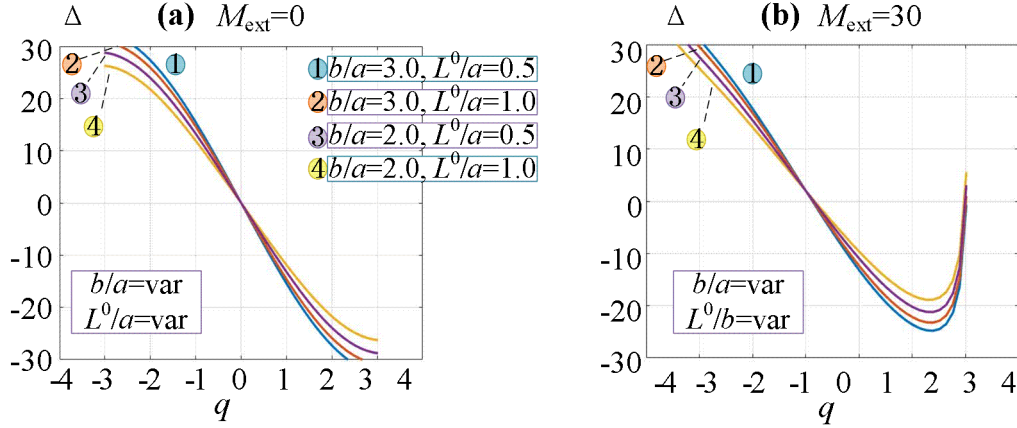 Δ (a) M_ext=0
30
20
10
0
-10
-20
-30
-4 -3 -2 -1 0 1 2 3 4
q
1
2
3
4
1 b/a=3.0, L⁰/a=0.5
2 b/a=3.0, L⁰/a=1.0
3 b/a=2.0, L⁰/a=0.5
4 b/a=2.0, L⁰/a=1.0
b/a=var
L⁰/a=var
Δ (b) M_ext=30
30
20
10
0
-10
-20
-30
-4 -3 -2 -1 0 2 2 3 4
q
1
2
3
4
b/a=var
L⁰/b=var